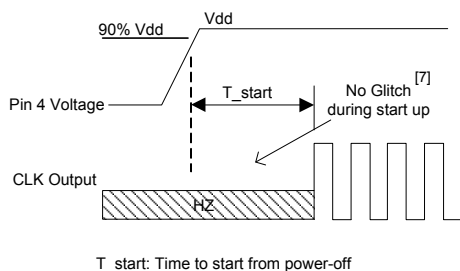 Vdd
90% Vdd
T_start
No Glitch [7]
during start up
Pin 4 Voltage
CLK Output
HZ
T_start: Time to start from power-off